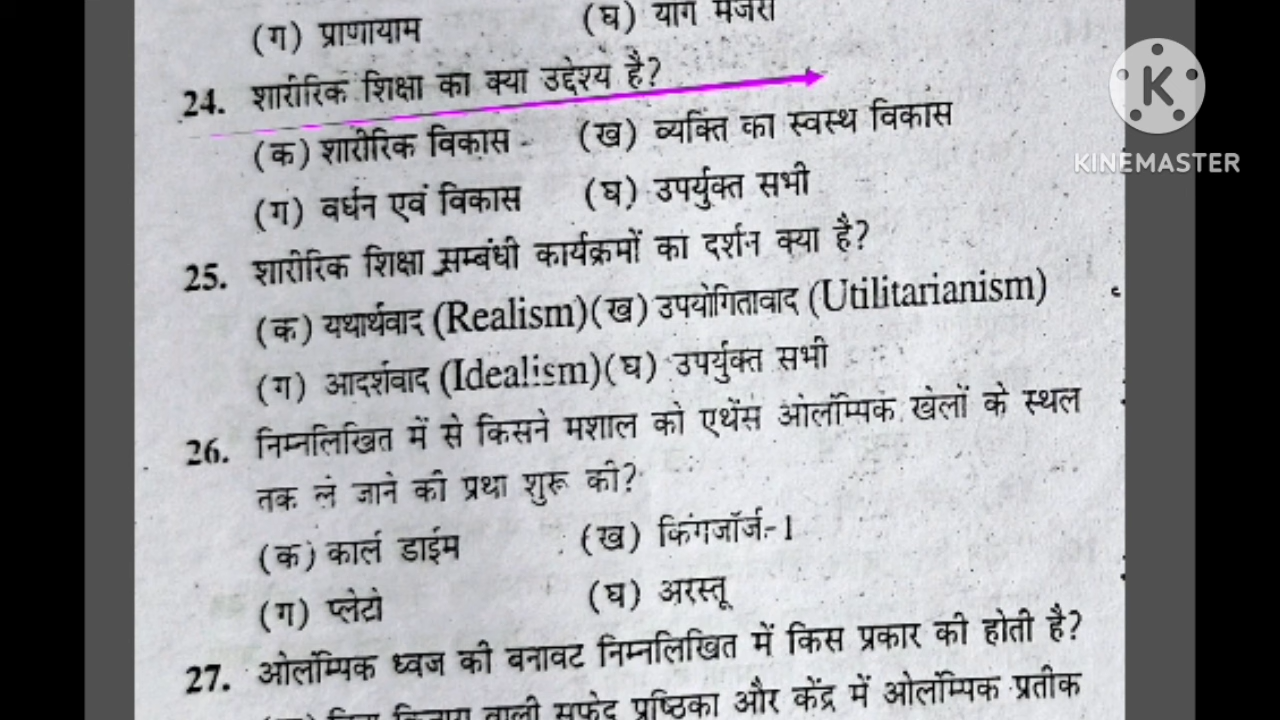 (ग) प्राणायाम (घ) योग मंजरी
24. शारीरिक शिक्षा का क्या उद्देश्य है?
(क) शारीरिक विकास (ख) व्यक्ति का स्वस्थ विकास
(ग) वर्धन एवं विकास (घ) उपर्युक्त सभी
25. शारीरिक शिक्षा सम्बंधी कार्यक्रमों का दर्शन क्या है?
(क) यथार्थवाद (Realism) (ख) उपयोगितावाद (Utilitarianism)
(ग) आदर्शवाद (Idealism) (घ) उपर्युक्त सभी
26. निम्नलिखित में से किसने मशाल को एथेंस ओलंम्पिक खेलों के स्थल
तक ले जाने की प्रथा शुरू की?
(क) कार्ल डाईम (ख) किंगजॉर्ज-1
(ग) प्लेटो (घ) अरस्तू
27. ओलंम्पिक ध्वज की बनावट निम्नलिखित में किस प्रकार की होती है?
वाली सफेद प्रष्ठिका और केंद्र में ओलंम्पिक प्रतीक
K
KINEMASTER